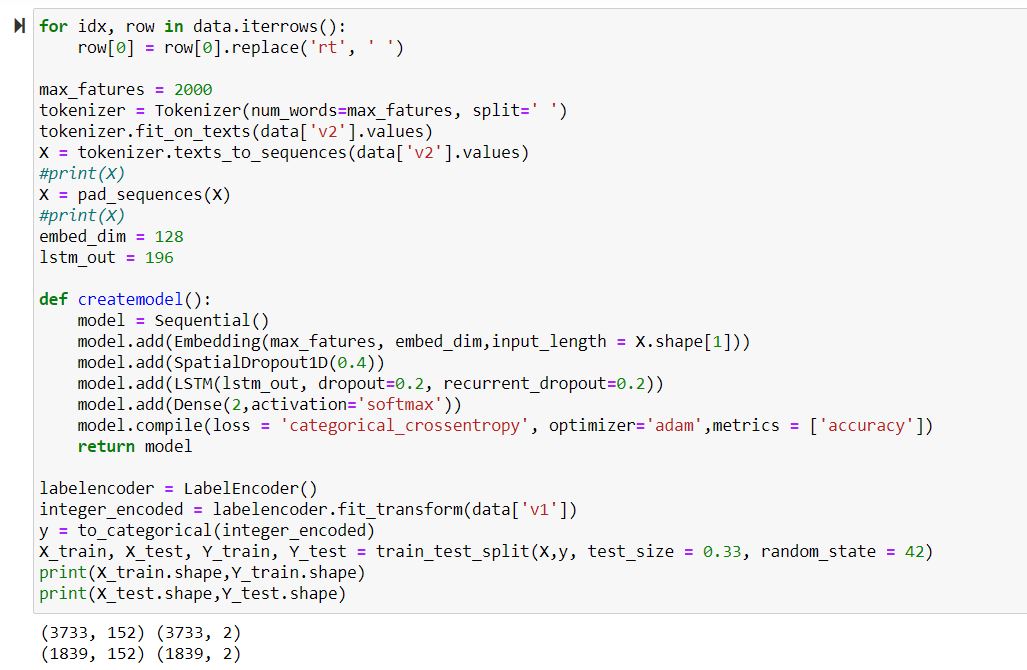 for idx, row in data.iterrows():
    row[0] = row[0].replace('rt', ' ')
max_fatures = 2000
tokenizer = Tokenizer(num_words=max_fatures, split=' ')
tokenizer.fit_on_texts(data['v2'].values)
X = tokenizer.texts_to_sequences(data['v2'].values)
#print(X)
X = pad_sequences(X)
#print(X)
embed_dim = 128
lstm_out = 196
def createmodel():
    model = Sequential()
    model.add(Embedding(max_fatures, embed_dim,input_length = X.shape[1]))
    model.add(SpatialDropout1D(0.4))
    model.add(LSTM(lstm_out, dropout=0.2, recurrent_dropout=0.2))
    model.add(Dense(2,activation='softmax'))
    model.compile(loss = 'categorical_crossentropy', optimizer='adam',metrics = ['accuracy'])
    return model
labelencoder = LabelEncoder()
integer_encoded = labelencoder.fit_transform(data['v1'])
y = to_categorical(integer_encoded)
X_train, X_test, Y_train, Y_test = train_test_split(X,y, test_size = 0.33, random_state = 42)
print(X_train.shape,Y_train.shape)
print(X_test.shape,Y_test.shape)
(3733, 152) (3733, 2)
(1839, 152) (1839, 2)